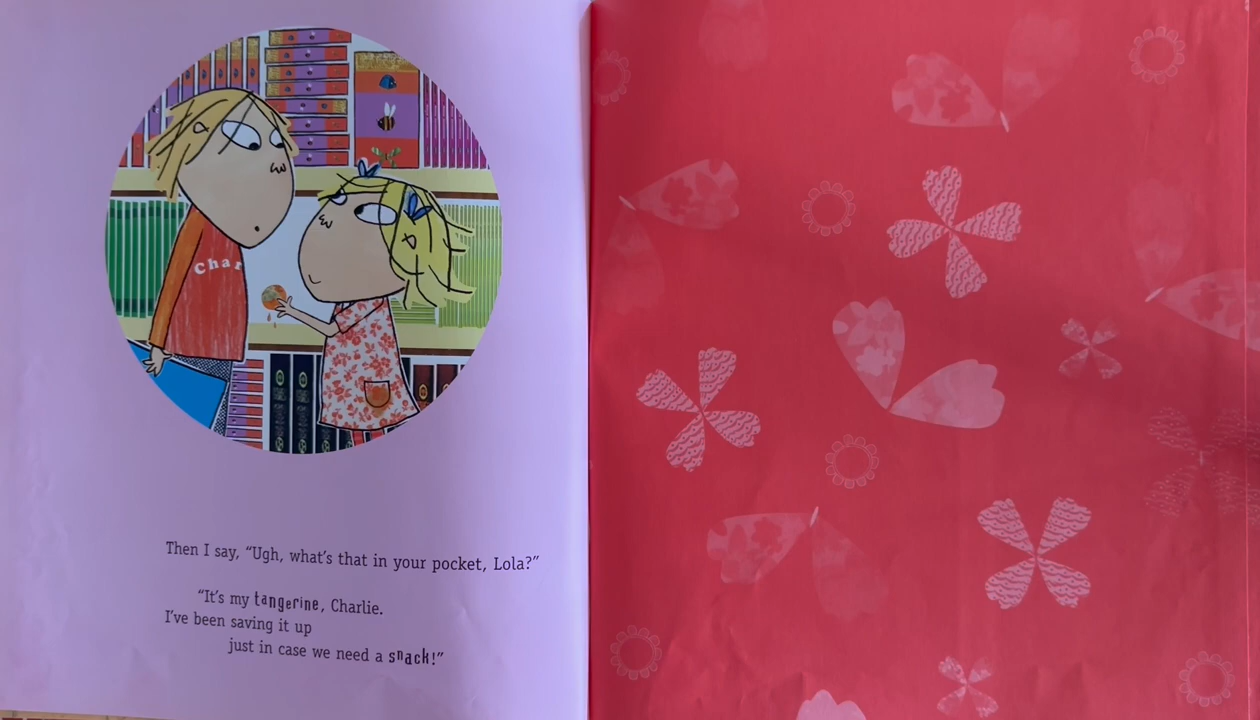 Char
Then I say, “Ugh, what’s that in your pocket, Lola?”
“It’s my tangerine, Charlie.
I’ve been saving it up
just in case we need a snack!”